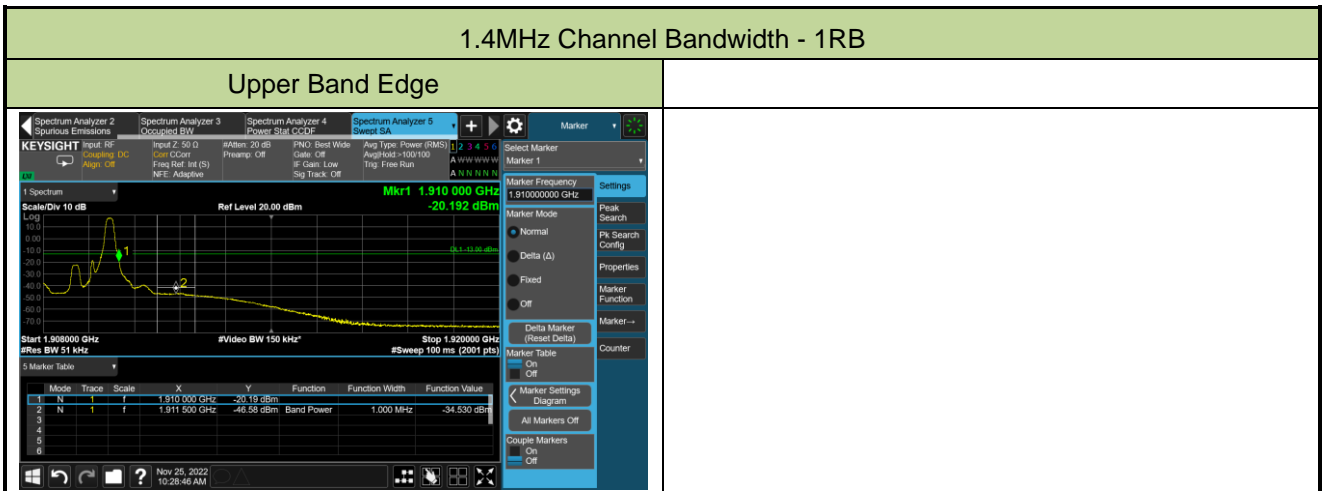 1.4MHz Channel Bandwidth - 1RB
Upper Band Edge
Spectrum Analyzer 2
Spurious Emissions
Spectrum Analyzer 3
Occupied BW
Spectrum Analyzer 4
Power Stat CCDF
Spectrum Analyzer 5
Swept SA
+
Marker
KEYSIGHT
Input: RF
Coupling: DC
Align: Off
Input Z: 50 Ω
Corr CCorr
Freq Ref: Int (S)
NFE: Adaptive
#Atten: 20 dB
Preamp: Off
PNO: Best Wide
Gate: Off
IF Gain: Low
Sig Track: Off
Avg Type: Power (RMS)
Avg|Hold:>100/100
Trig: Free Run
1 2 3 4 5 6
A W W W W W
A N N N N N
Select Marker
Marker 1
1 Spectrum
Mkr1 1.910 000 GHz
Scale/Div 10 dB
Ref Level 20.00 dBm
-20.192 dBm
Log
10.0
0.00
-10.0
-20.0
-30.0
-40.0
-50.0
-60.0
-70.0
DL1 -13.00 dBm
1
2
Start 1.908000 GHz
#Video BW 150 kHz*
Stop 1.920000 GHz
#Res BW 51 kHz
#Sweep 100 ms (2001 pts)
Marker Frequency
1.910000000 GHz
Marker Mode
Normal
Delta (Δ)
Fixed
Off
Delta Marker
(Reset Delta)
Marker Table
On
Off
Marker Settings
Diagram
All Markers Off
Couple Markers
On
Off
Settings
Peak
Search
Pk Search
Config
Properties
Marker
Function
Marker→
Counter
5 Marker Table
Mode Trace Scale X Y Function Function Width Function Value
1 N 1 f 1.910 000 GHz -20.19 dBm
2 N 1 f 1.911 500 GHz -46.58 dBm Band Power 1.000 MHz -34.530 dBm
3
4
5
6
?
Nov 25, 2022
10:28:46 AM